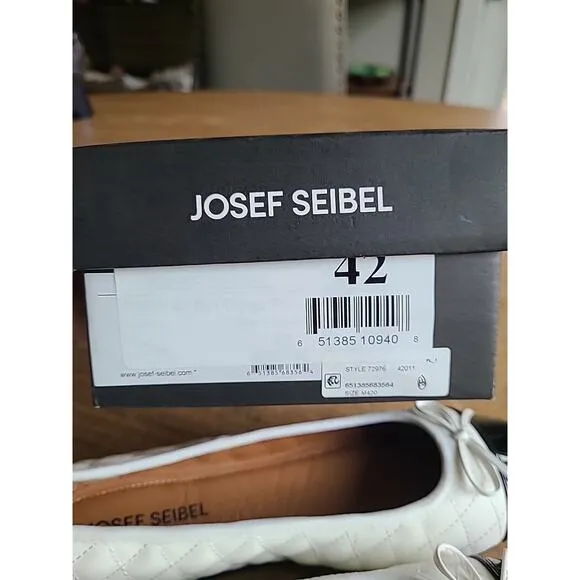 JOSEF SEIBEL
42
6 51385 10940 8
www.josef-seibel.com
STYLE 72976 42011
651385683564
SIZE M420
JOSEF SEIBEL